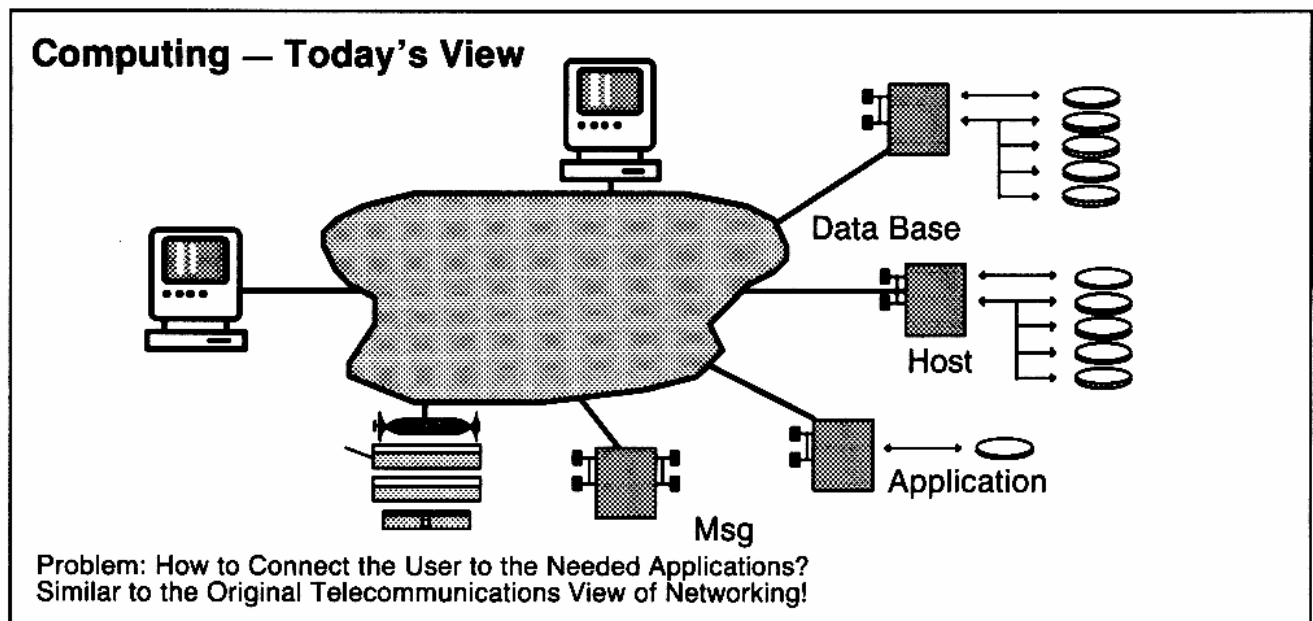 Computing — Today's View
Data Base
Host
Application
Msg
Problem: How to Connect the User to the Needed Applications?
Similar to the Original Telecommunications View of Networking!